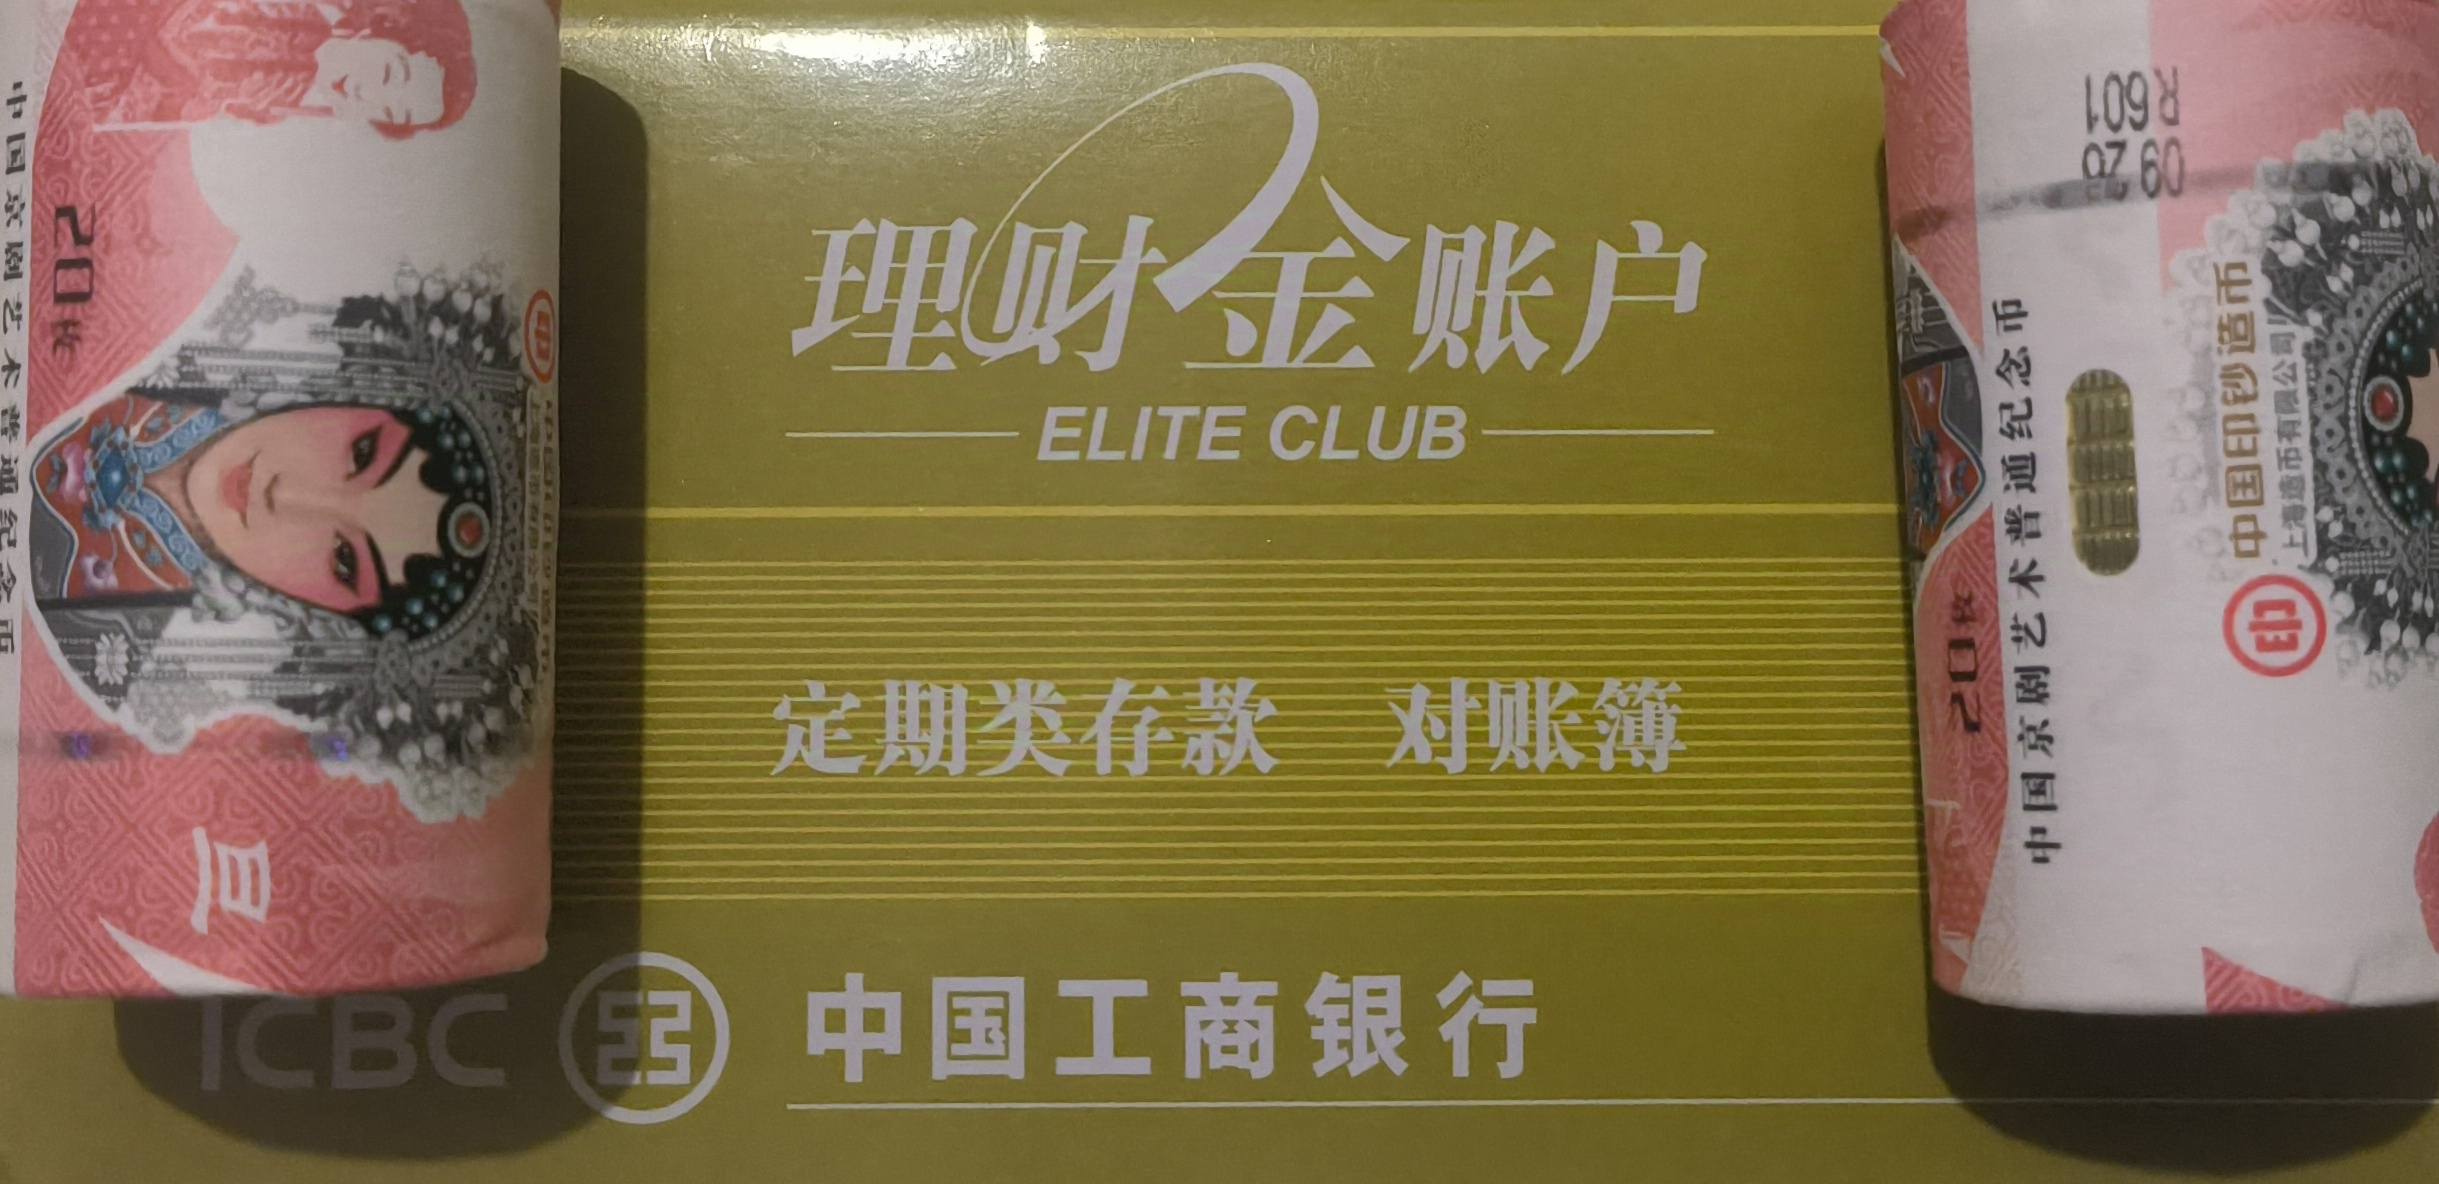 中国京剧艺术普通纪念币
20枚
理财金账户
ELITE CLUB
定期类存款 对账簿
ICBC 中国工商银行
R601
09 26
中国印钞造币
上海造币有限公司
中国京剧艺术普通纪念币
20枚